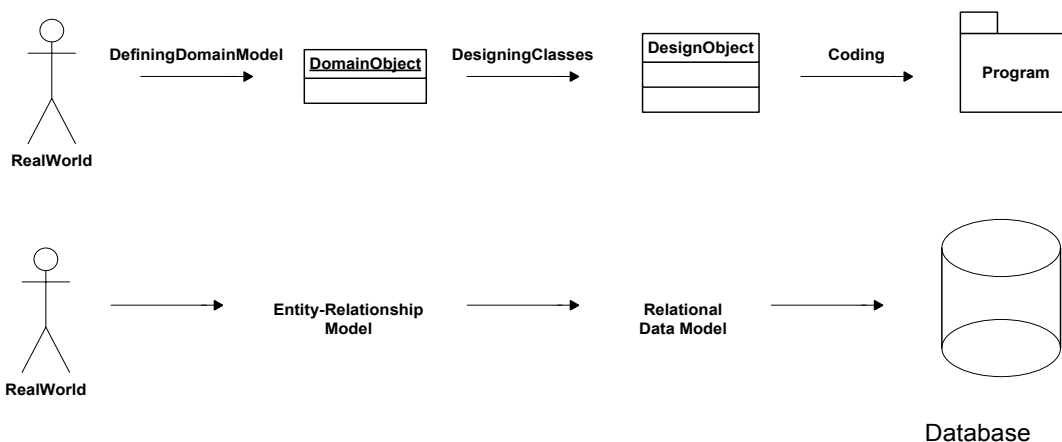 DefiningDomainModel
DomainObject
DesigningClasses
DesignObject
Coding
Program
RealWorld
Entity-Relationship
Model
Relational
Data Model
RealWorld
Database